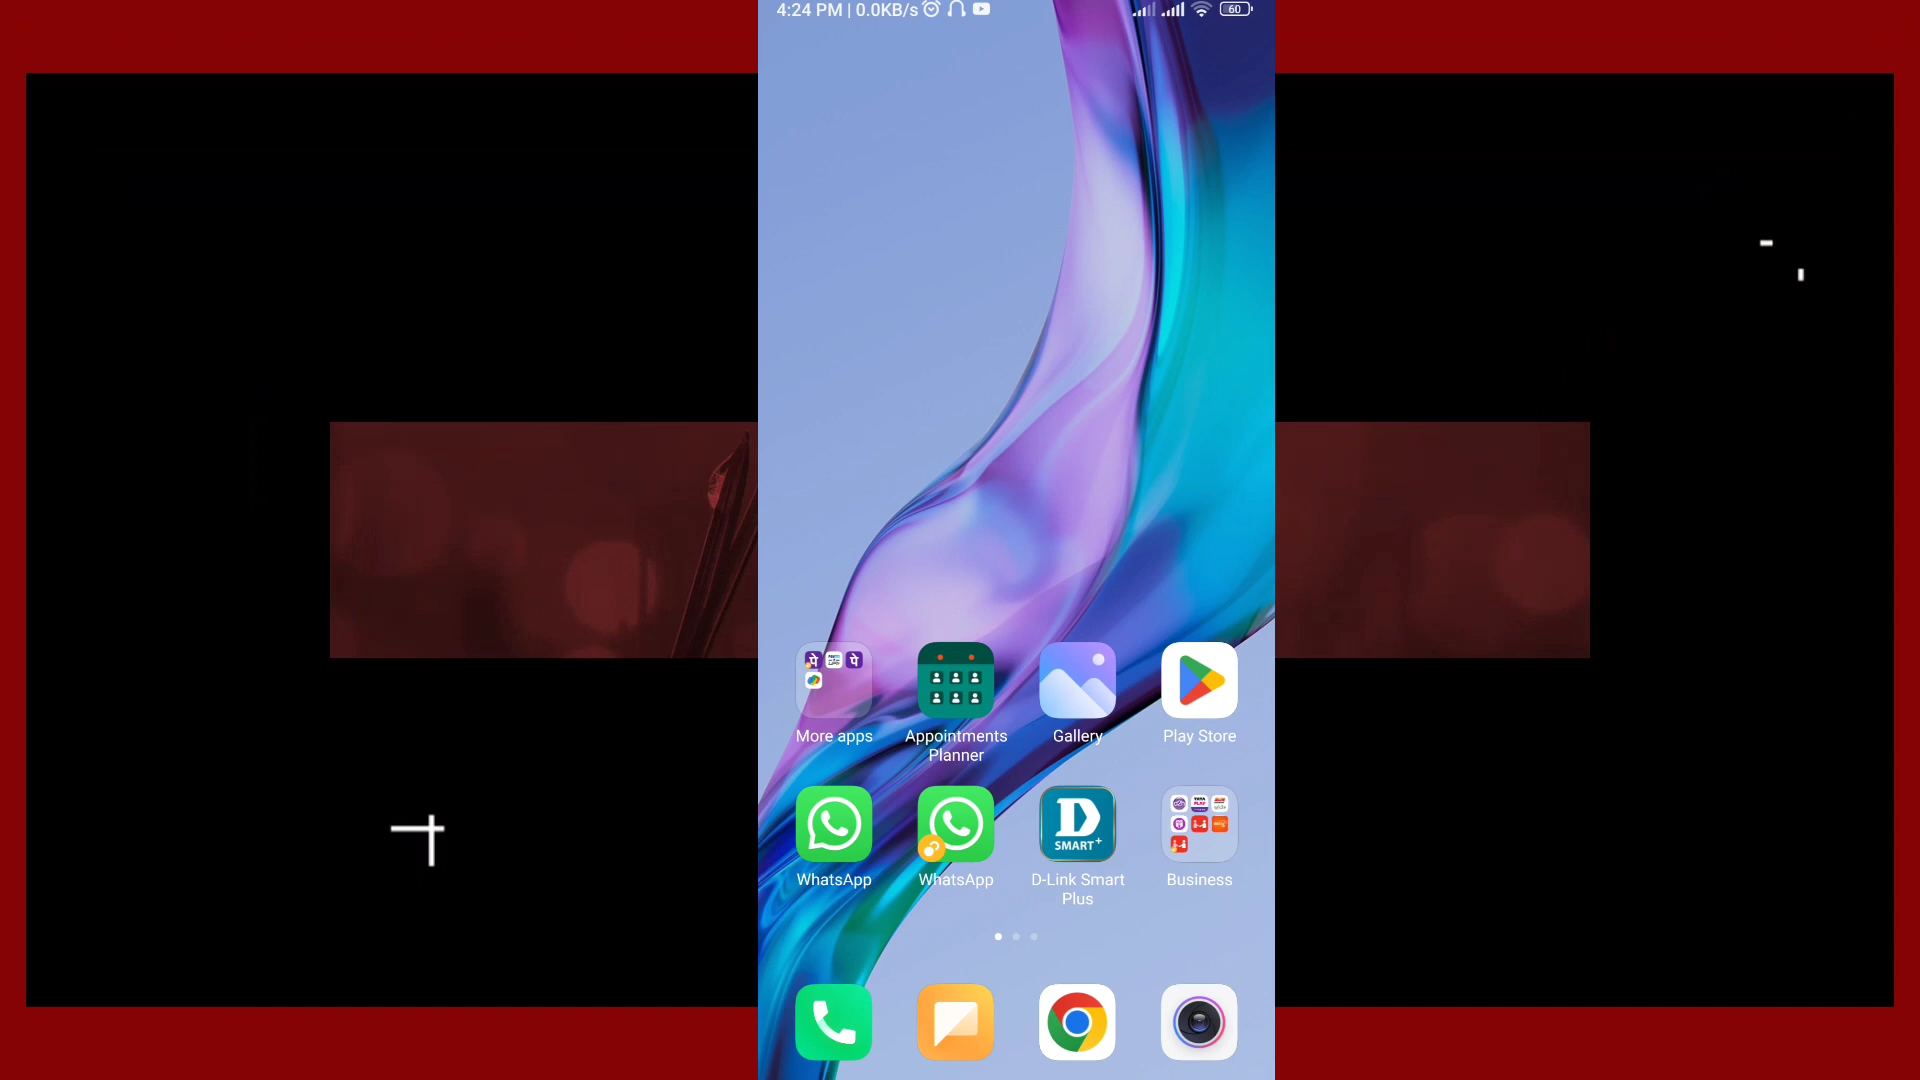 4:24 PM | 0.0KB/s
60
More apps
Appointments
Planner
Gallery
Play Store
D
SMART+
WhatsApp
WhatsApp
D-Link Smart
Plus
Business